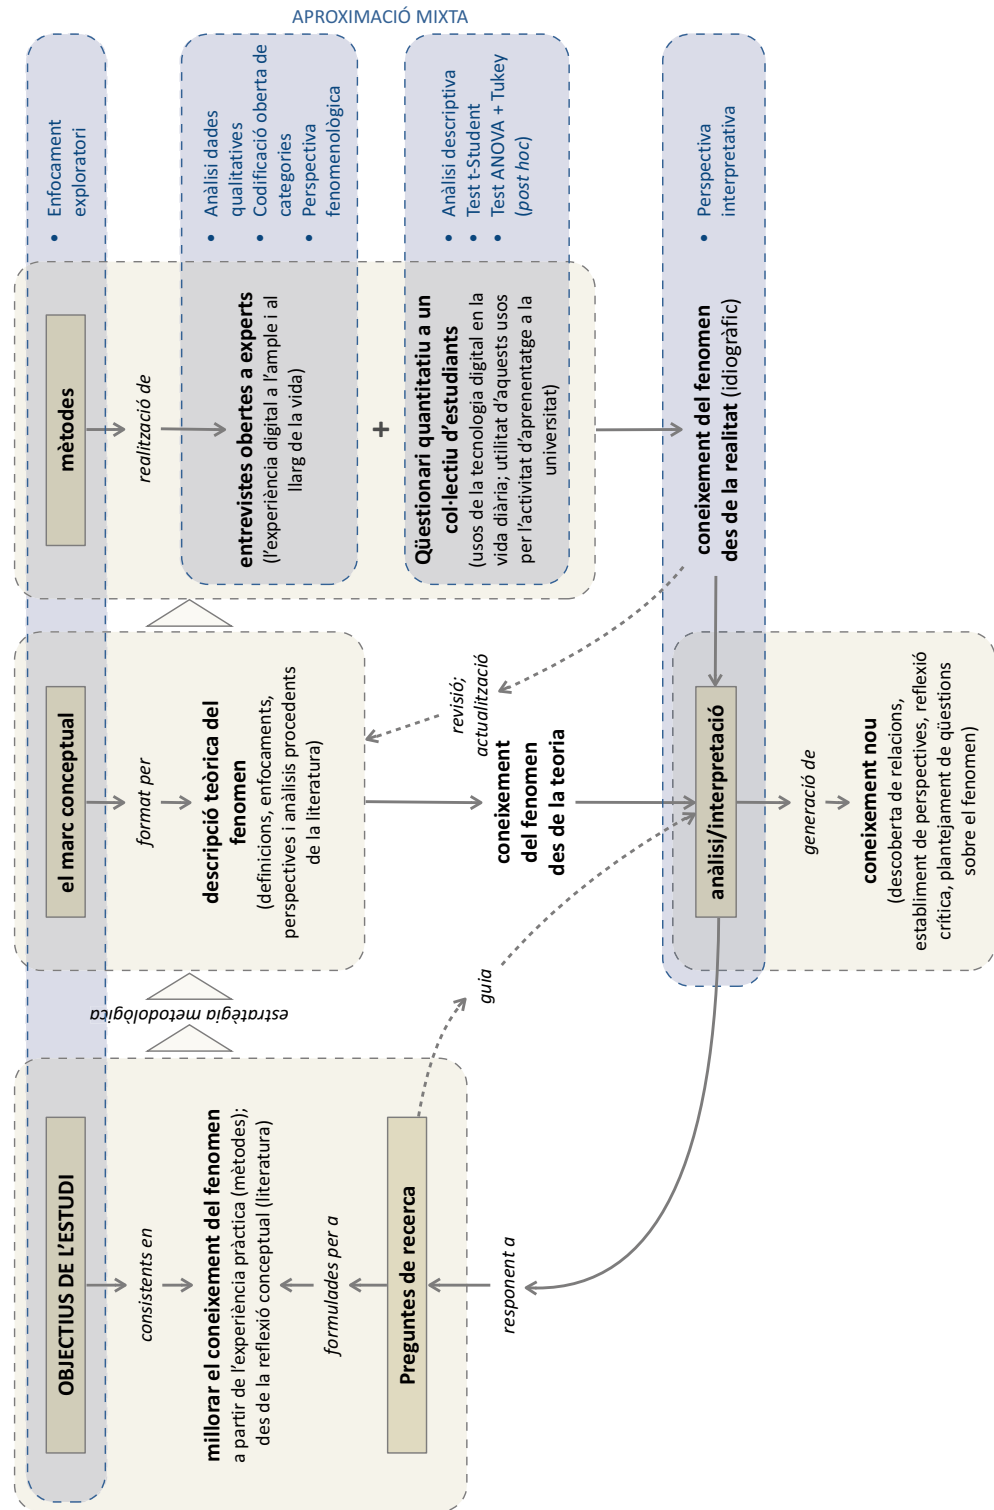 APROXIMACIÓ MIXTA
OBJECTIUS DE L’ESTUDI
consistents en
millorar el coneixement del fenomen
a partir de l’experiència pràctica (mètodes);
des de la reflexió conceptual (literatura)
formulades per a
Preguntes de recerca
responent a
estratègia metodològica
el marc conceptual
format per
descripció teòrica del
fenomen
(definicions, enfocaments,
perspectives i anàlisis procedents
de la literatura)
revisió;
actualització
coneixement
del fenomen
des de la teoria
guia
anàlisi/interpretació
generació de
coneixement nou
(descoberta de relacions,
establiment de perspectives, reflexió
crítica, plantejament de qüestions
sobre el fenomen)
mètodes
realització de
entrevistes obertes a experts
(l’experiència digital a l’ample i al
llarg de la vida)
+
Qüestionari quantitatiu a un
col·lectiu d’estudiants
(usos de la tecnologia digital en la
vida diària; utilitat d’aquests usos
per l’activitat d’aprenentatge a la
universitat)
coneixement del fenomen
des de la realitat (idiogràfic)
• Enfocament
exploratori
• Anàlisi dades
qualitatives
• Codificació oberta de
categories
• Perspectiva
fenomenològica
• Anàlisi descriptiva
• Test t-Student
• Test ANOVA + Tukey
(post hoc)
• Perspectiva
interpretativa